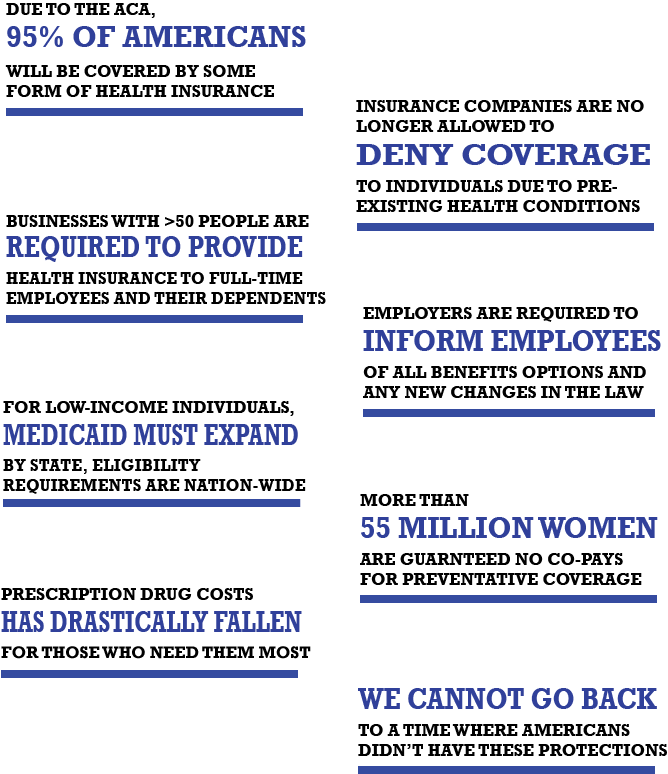 DUE TO THE ACA,
95% OF AMERICANS
WILL BE COVERED BY SOME
FORM OF HEALTH INSURANCE
INSURANCE COMPANIES ARE NO
LONGER ALLOWED TO
DENY COVERAGE
TO INDIVIDUALS DUE TO PRE-
EXISTING HEALTH CONDITIONS
BUSINESSES WITH >50 PEOPLE ARE
REQUIRED TO PROVIDE
HEALTH INSURANCE TO FULL-TIME
EMPLOYEES AND THEIR DEPENDENTS
EMPLOYERS ARE REQUIRED TO
INFORM EMPLOYEES
OF ALL BENEFITS OPTIONS AND
ANY NEW CHANGES IN THE LAW
FOR LOW-INCOME INDIVIDUALS,
MEDICAID MUST EXPAND
BY STATE, ELIGIBILITY
REQUIREMENTS ARE NATION-WIDE
MORE THAN
55 MILLION WOMEN
ARE GUARNTEED NO CO-PAYS
FOR PREVENTATIVE COVERAGE
PRESCRIPTION DRUG COSTS
HAS DRASTICALLY FALLEN
FOR THOSE WHO NEED THEM MOST
WE CANNOT GO BACK
TO A TIME WHERE AMERICANS
DIDN'T HAVE THESE PROTECTIONS